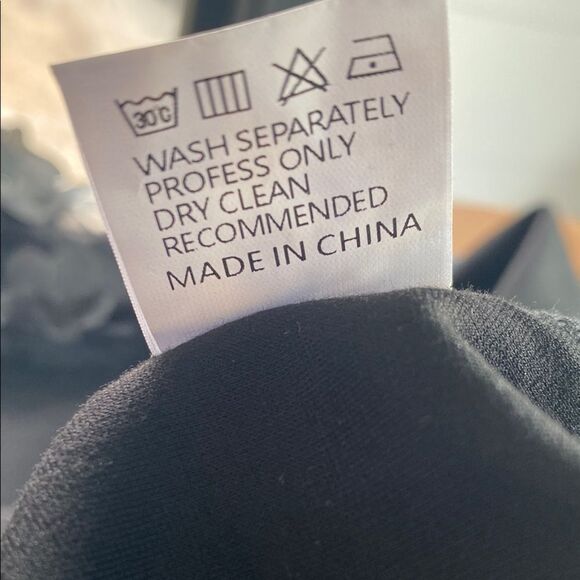 30°C
WASH SEPARATELY
PROFESS ONLY
DRY CLEAN
RECOMMENDED
MADE IN CHINA